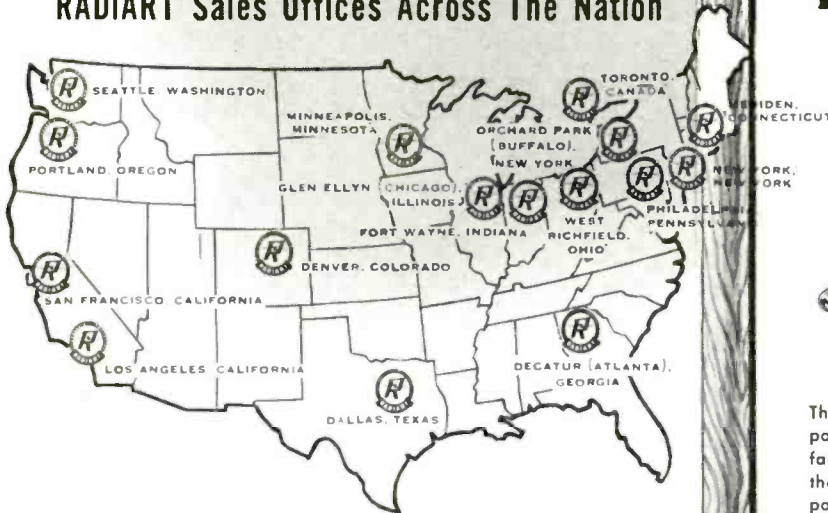 RADIART Sales Offices Across The Nation
SEATTLE, WASHINGTON
PORTLAND, OREGON
MINNEAPOLIS,
MINNESOTA
TORONTO,
CANADA
ORCHARD PARK
(BUFFALO),
NEW YORK
MERIDEN,
CONNECTICUT
NEW YORK,
NEW YORK
GLEN ELLYN (CHICAGO),
ILLINOIS
FORT WAYNE, INDIANA
WEST
RICHFIELD,
OHIO
PHILADELPHIA
PENNSYLVANIA
DENVER, COLORADO
SAN FRANCISCO, CALIFORNIA
LOS ANGELES, CALIFORNIA
DECATUR (ATLANTA),
GEORGIA
DALLAS, TEXAS